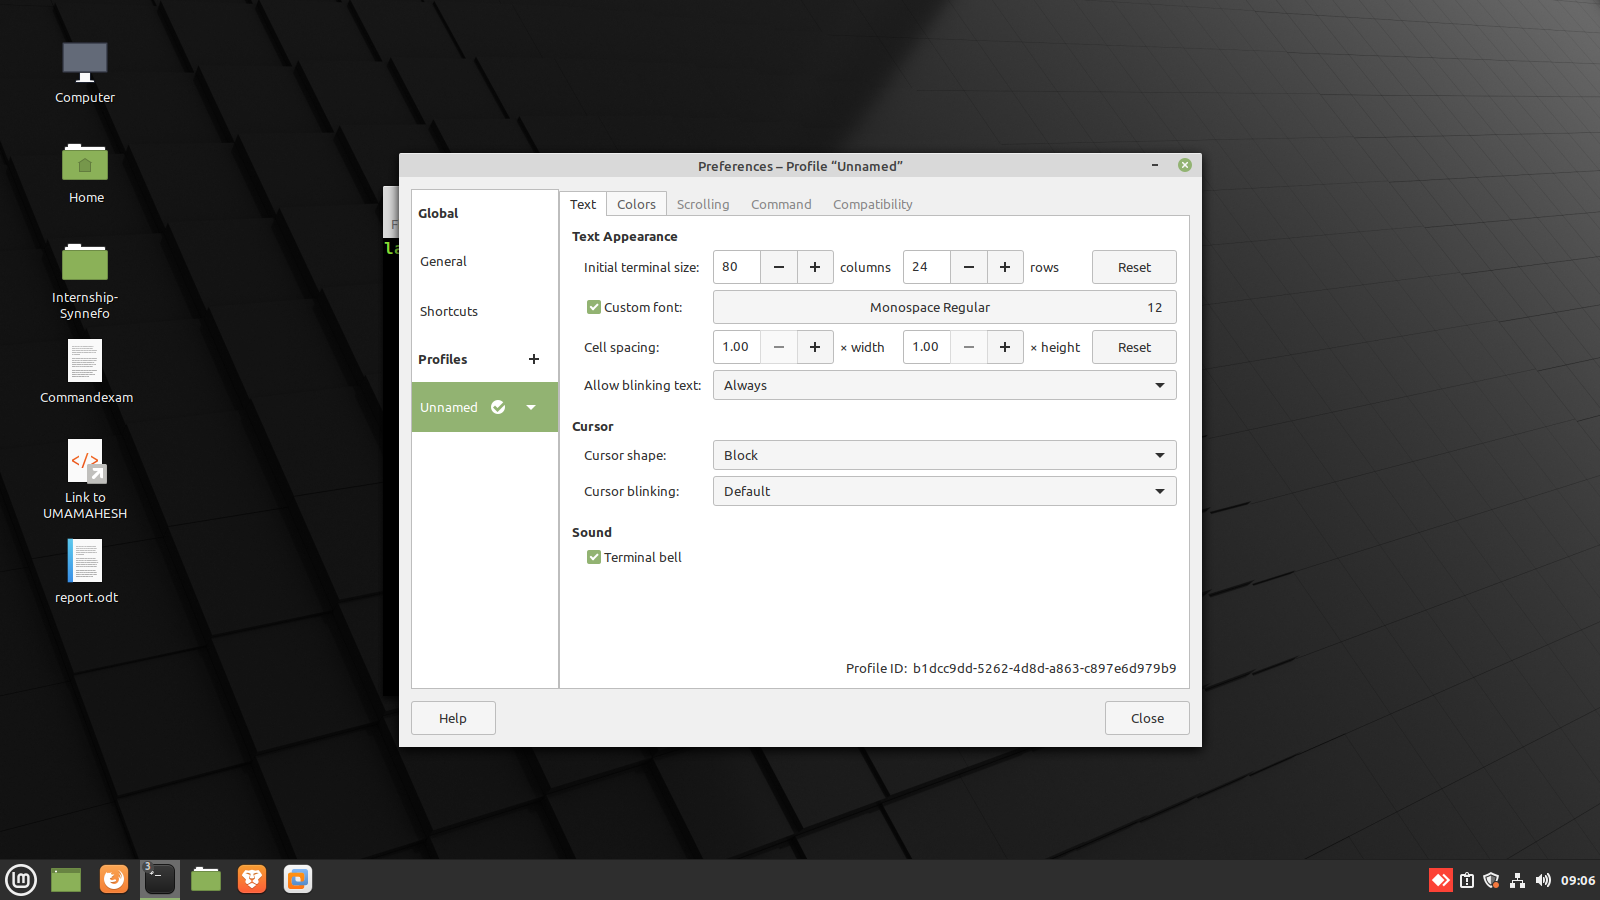 Computer
Home
Internship-
Synnefo
Commandexam
Link to
UMAMAHESH
report.odt
Preferences – Profile “Unnamed”
Global
General
Shortcuts
Profiles
Unnamed
Text Colors Scrolling Command Compatibility
Text Appearance
Initial terminal size: 80 columns 24 rows Reset
Custom font: Monospace Regular 12
Cell spacing: 1.00 × width 1.00 × height Reset
Allow blinking text: Always
Cursor
Cursor shape: Block
Cursor blinking: Default
Sound
Terminal bell
Profile ID: b1dcc9dd-5262-4d8d-a863-c897e6d979b9
Help
Close
F
la
3
09:06